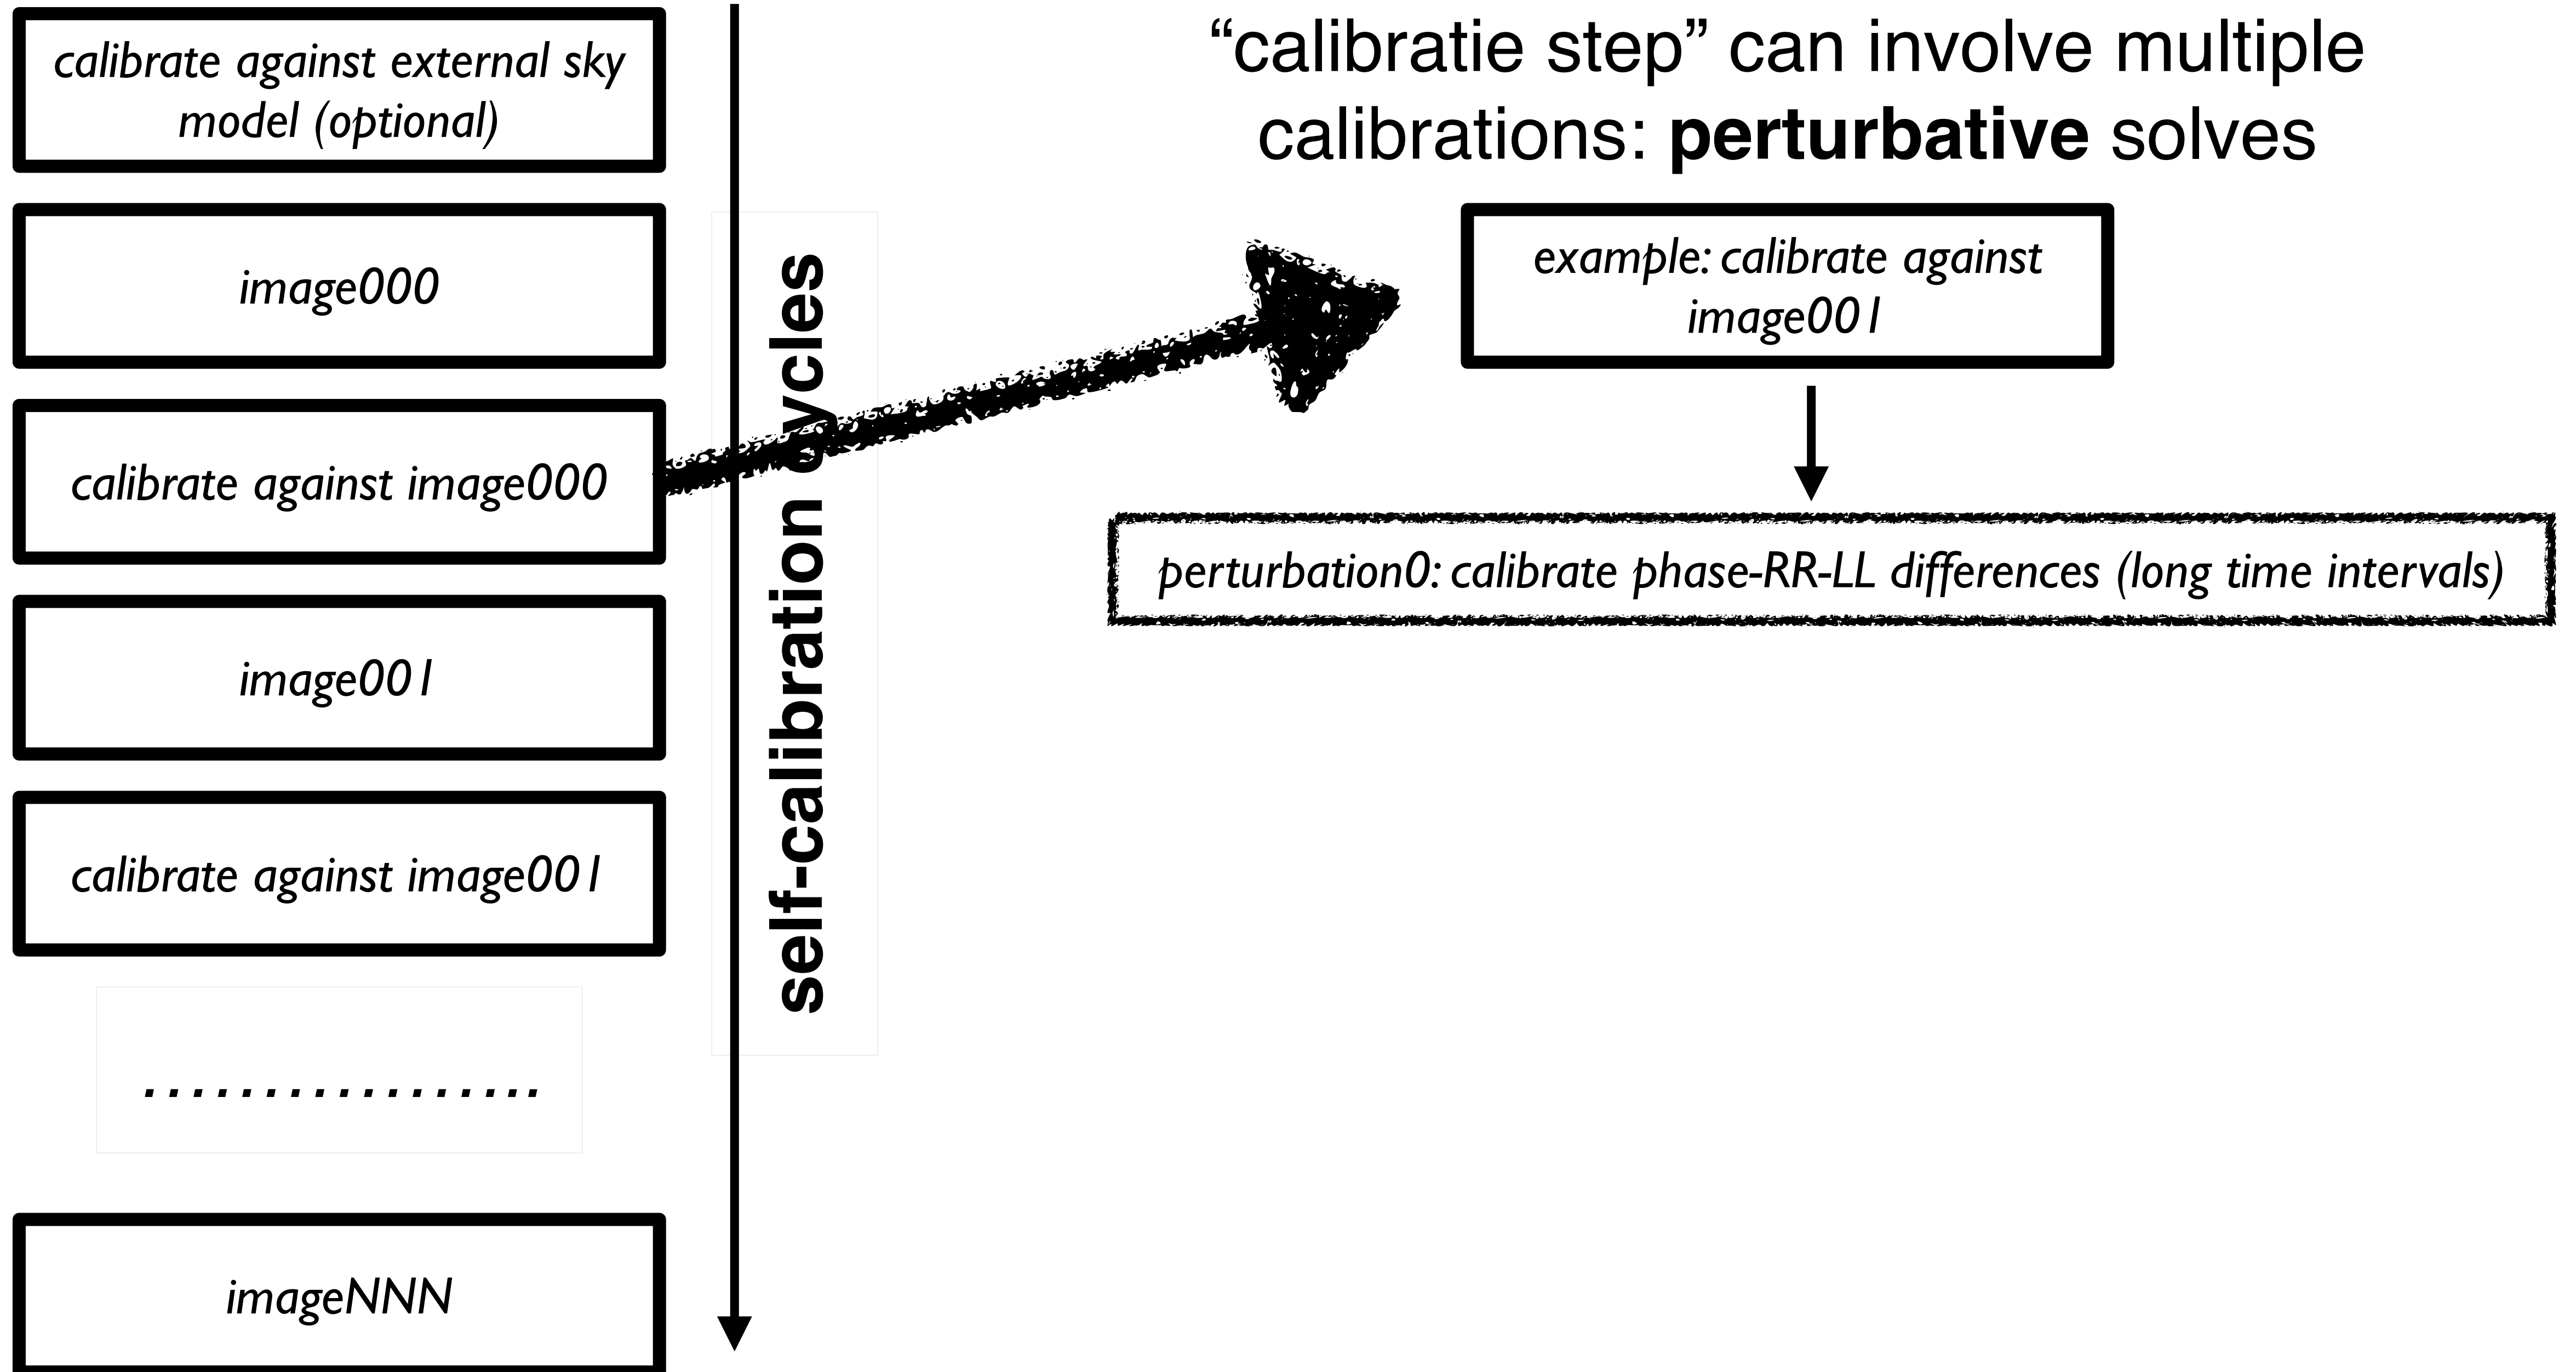 calibrate against external sky
model (optional)
image000
calibrate against image000
image001
calibrate against image001
.................
imageNNN
self-calibration cycles
“calibratie step” can involve multiple
calibrations: perturbative solves
example: calibrate against
image001
perturbation0: calibrate phase-RR-LL differences (long time intervals)